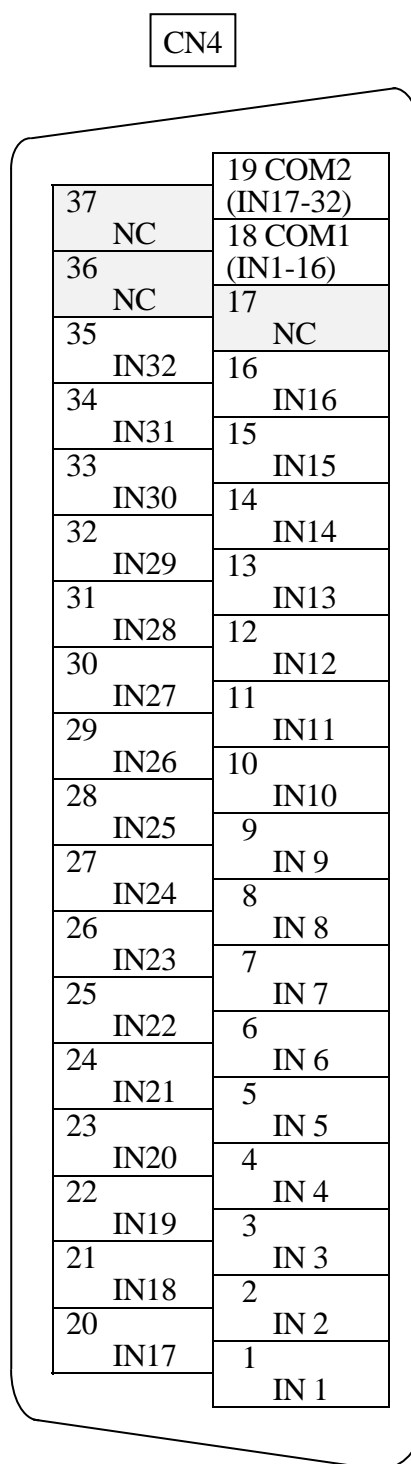 CN4
19 COM2
(IN17-32)
37
NC
18 COM1
(IN1-16)
36
NC
17
NC
35
IN32
16
IN16
34
IN31
15
IN15
33
IN30
14
IN14
32
IN29
13
IN13
31
IN28
12
IN12
30
IN27
11
IN11
29
IN26
10
IN10
28
IN25
9
IN 9
27
IN24
8
IN 8
26
IN23
7
IN 7
25
IN22
6
IN 6
24
IN21
5
IN 5
23
IN20
4
IN 4
22
IN19
3
IN 3
21
IN18
2
IN 2
20
IN17
1
IN 1